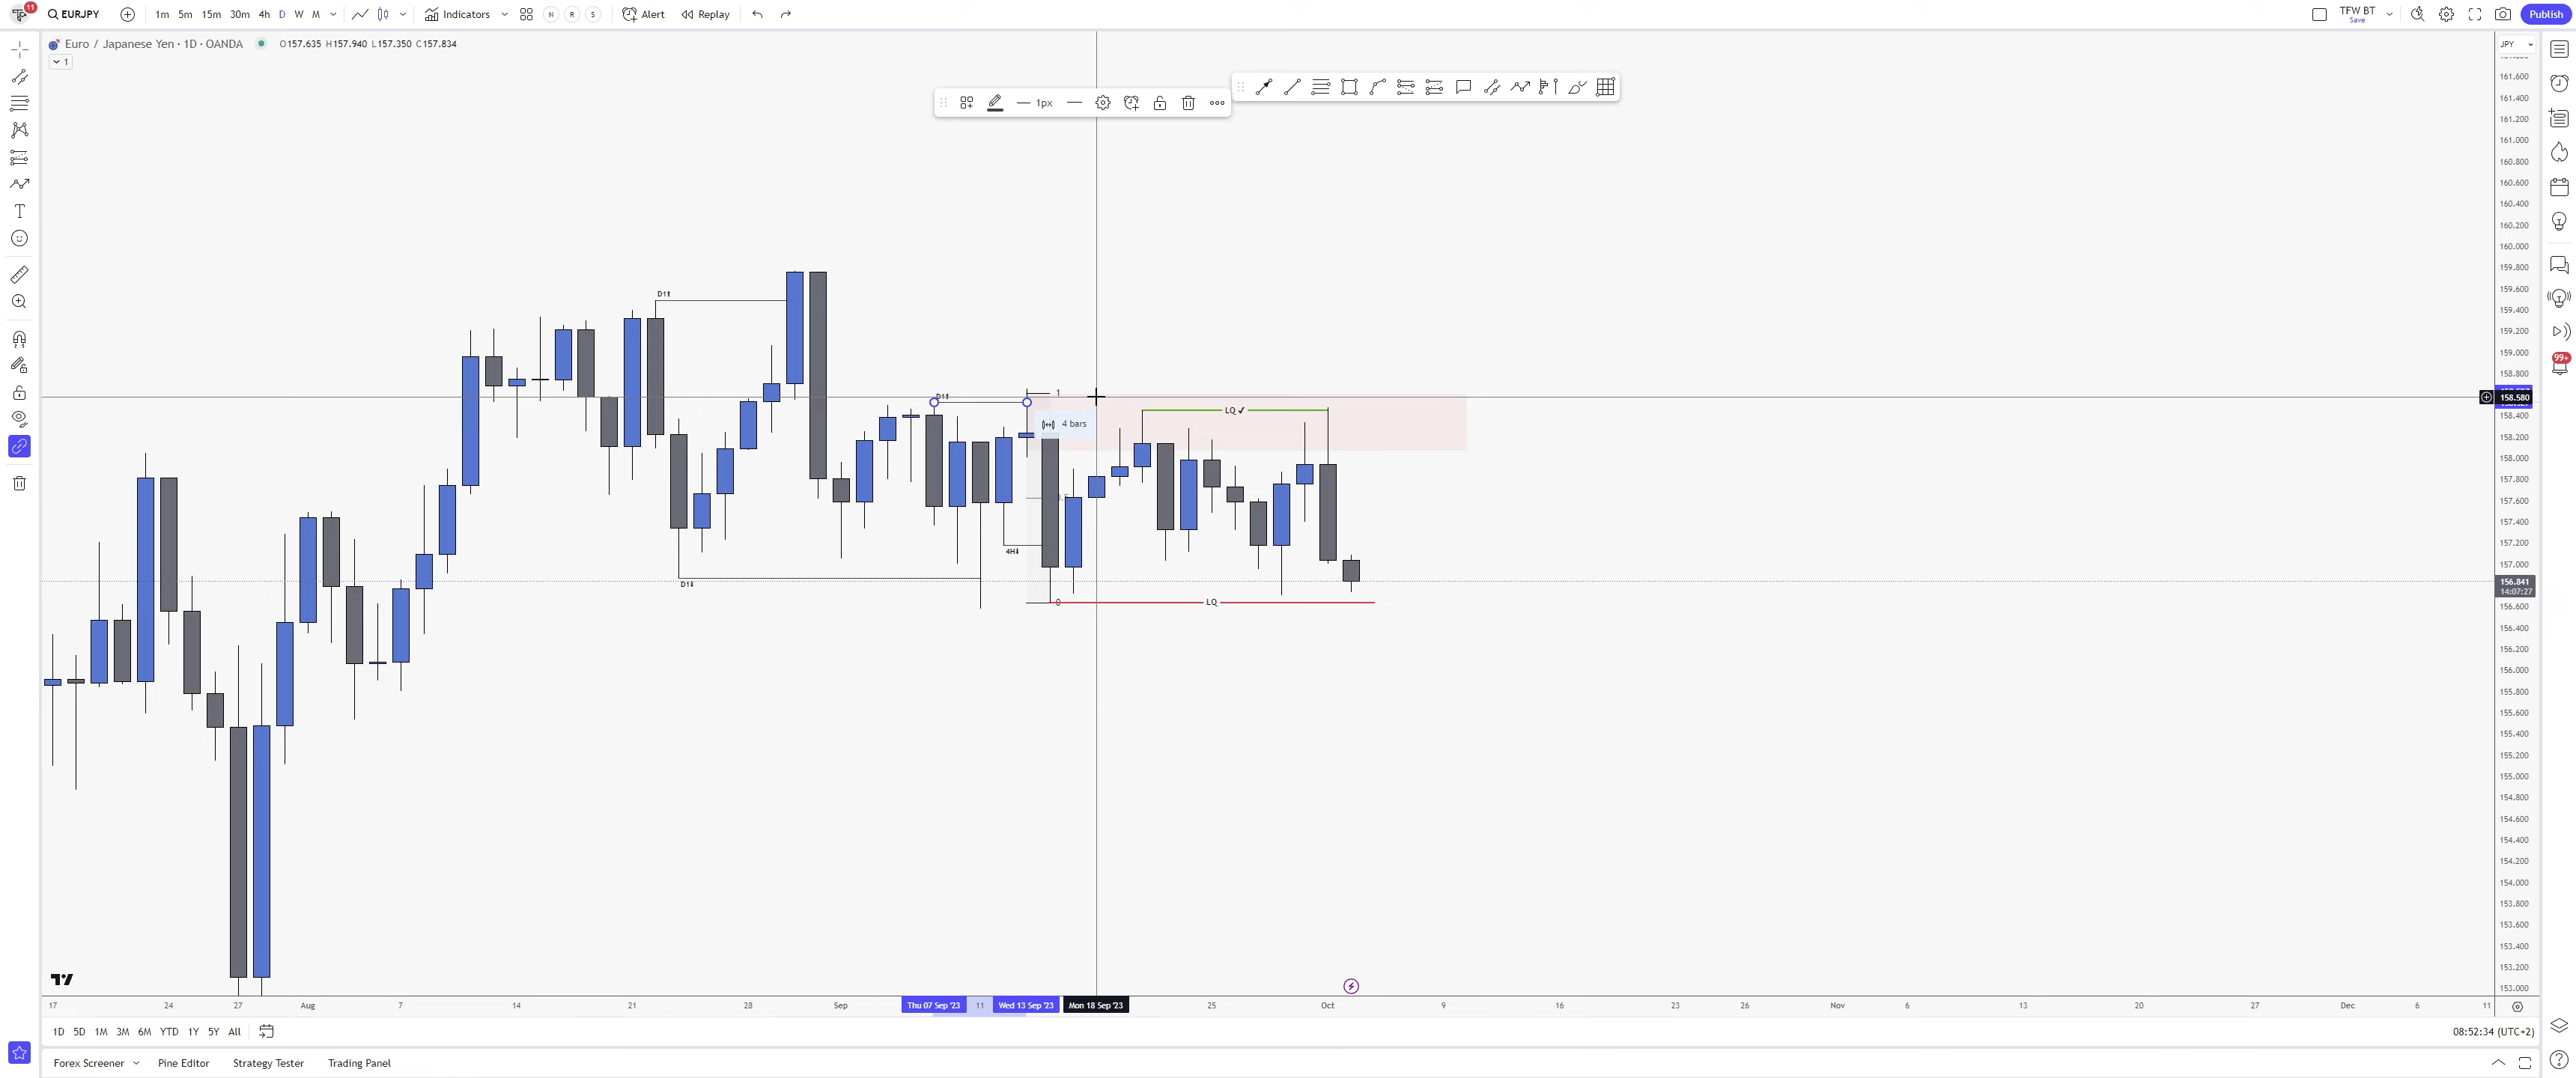 11
EURJPY
1m 5m 15m 30m 4h D W M
Indicators
N R S
Alert
Replay
TFW BT
Save
Publish
Euro / Japanese Yen · 1D · OANDA
O157.635 H157.940 L157.350 C157.834
1
JPY
1px
161.600
161.400
161.200
161.000
160.800
160.600
160.400
160.200
160.000
159.800
159.600
159.400
159.200
159.000
158.800
158.580
158.400
158.200
158.000
157.800
157.600
157.400
157.200
157.000
156.841
14:07:27
156.600
156.400
156.200
156.000
155.800
155.600
155.400
155.200
155.000
154.800
154.600
154.400
154.200
154.000
153.800
153.600
153.400
153.200
153.000
99+
D1
D1
1
LQ ✓
4 bars
4H
D1
0
LQ
17 24 27 Aug 7 14 21 28 Sep Thu 07 Sep '23 11 Wed 13 Sep '23 Mon 18 Sep '23 25 Oct 9 16 23 26 Nov 6 13 20 27 Dec 6 11
1D 5D 1M 3M 6M YTD 1Y 5Y All
08:52:34 (UTC+2)
Forex Screener
Pine Editor
Strategy Tester
Trading Panel